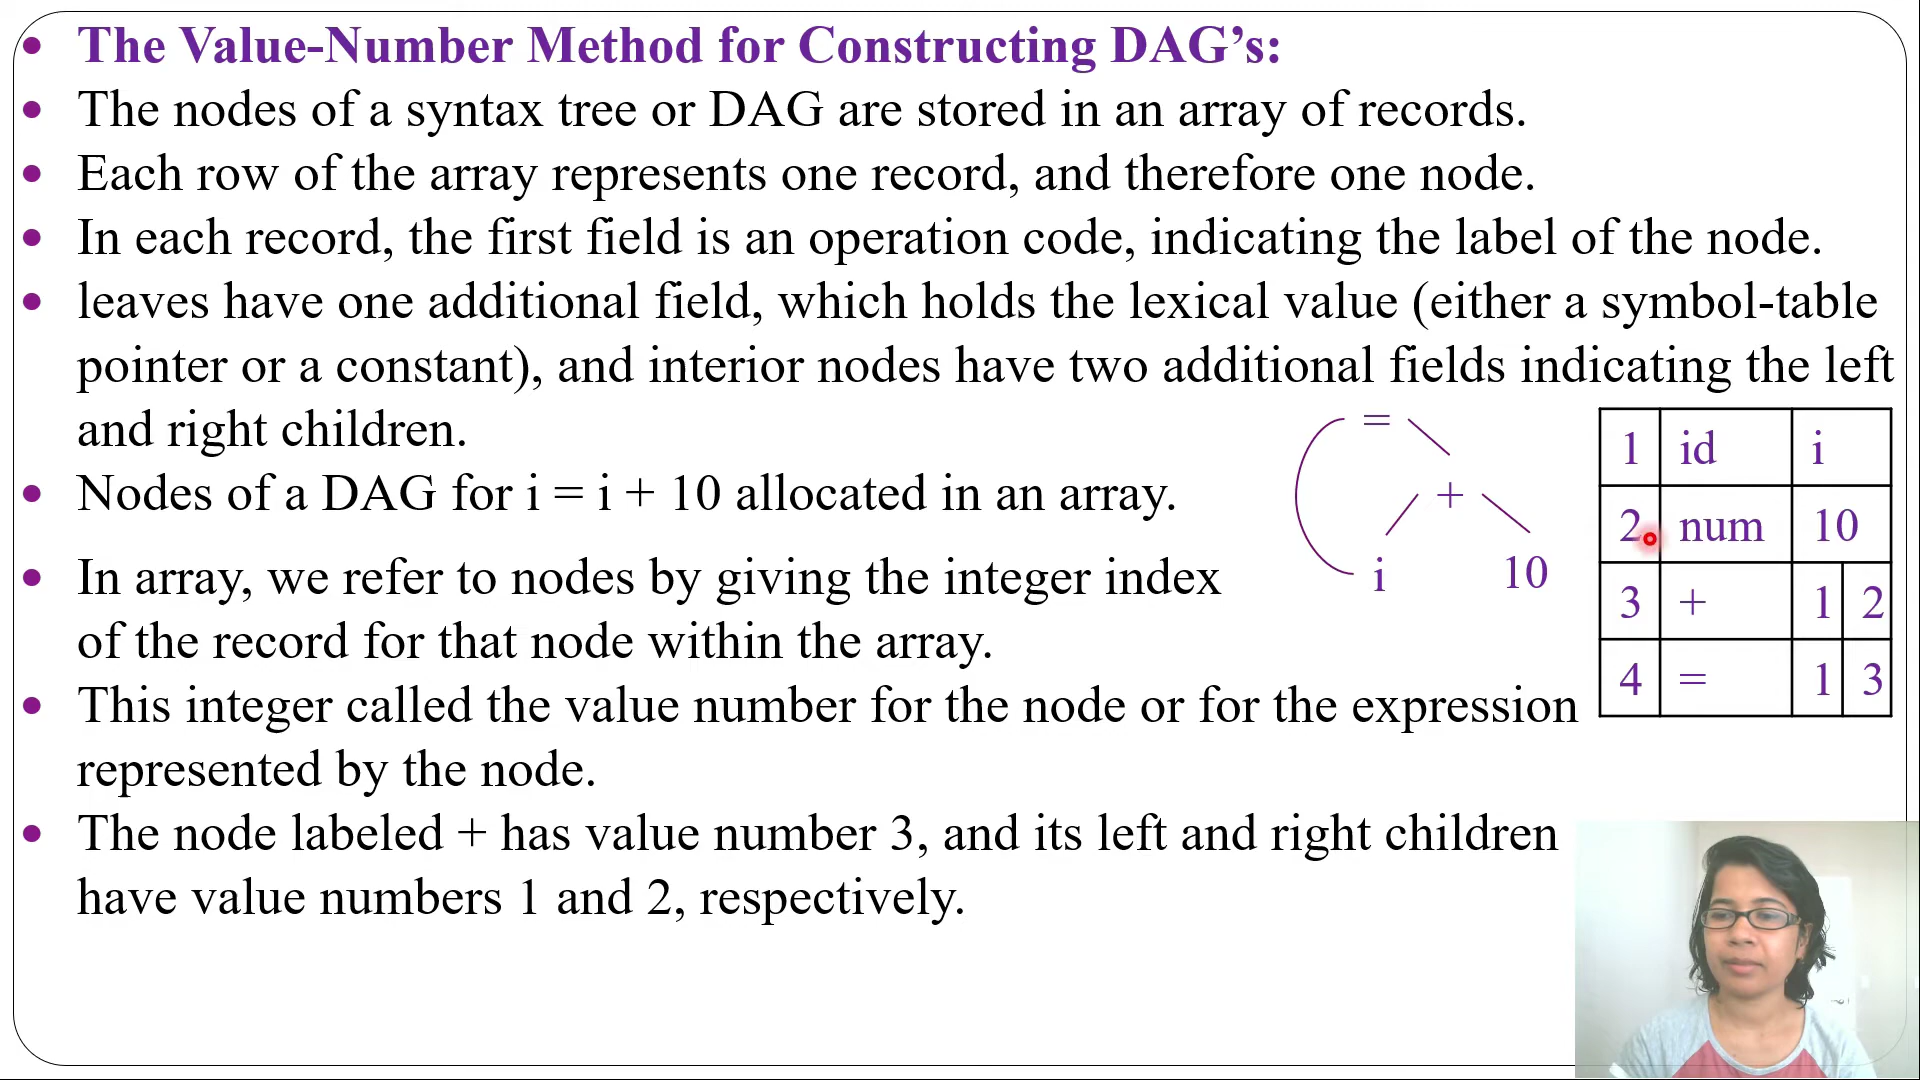 The Value-Number Method for Constructing DAG’s:
The nodes of a syntax tree or DAG are stored in an array of records.
Each row of the array represents one record, and therefore one node.
In each record, the first field is an operation code, indicating the label of the node.
leaves have one additional field, which holds the lexical value (either a symbol-table
pointer or a constant), and interior nodes have two additional fields indicating the left
and right children.
Nodes of a DAG for i = i + 10 allocated in an array.
In array, we refer to nodes by giving the integer index
of the record for that node within the array.
This integer called the value number for the node or for the expression
represented by the node.
The node labeled + has value number 3, and its left and right children
have value numbers 1 and 2, respectively.
=
+
i 10
1 id i
2 num 10
3 + 1 2
4 = 1 3